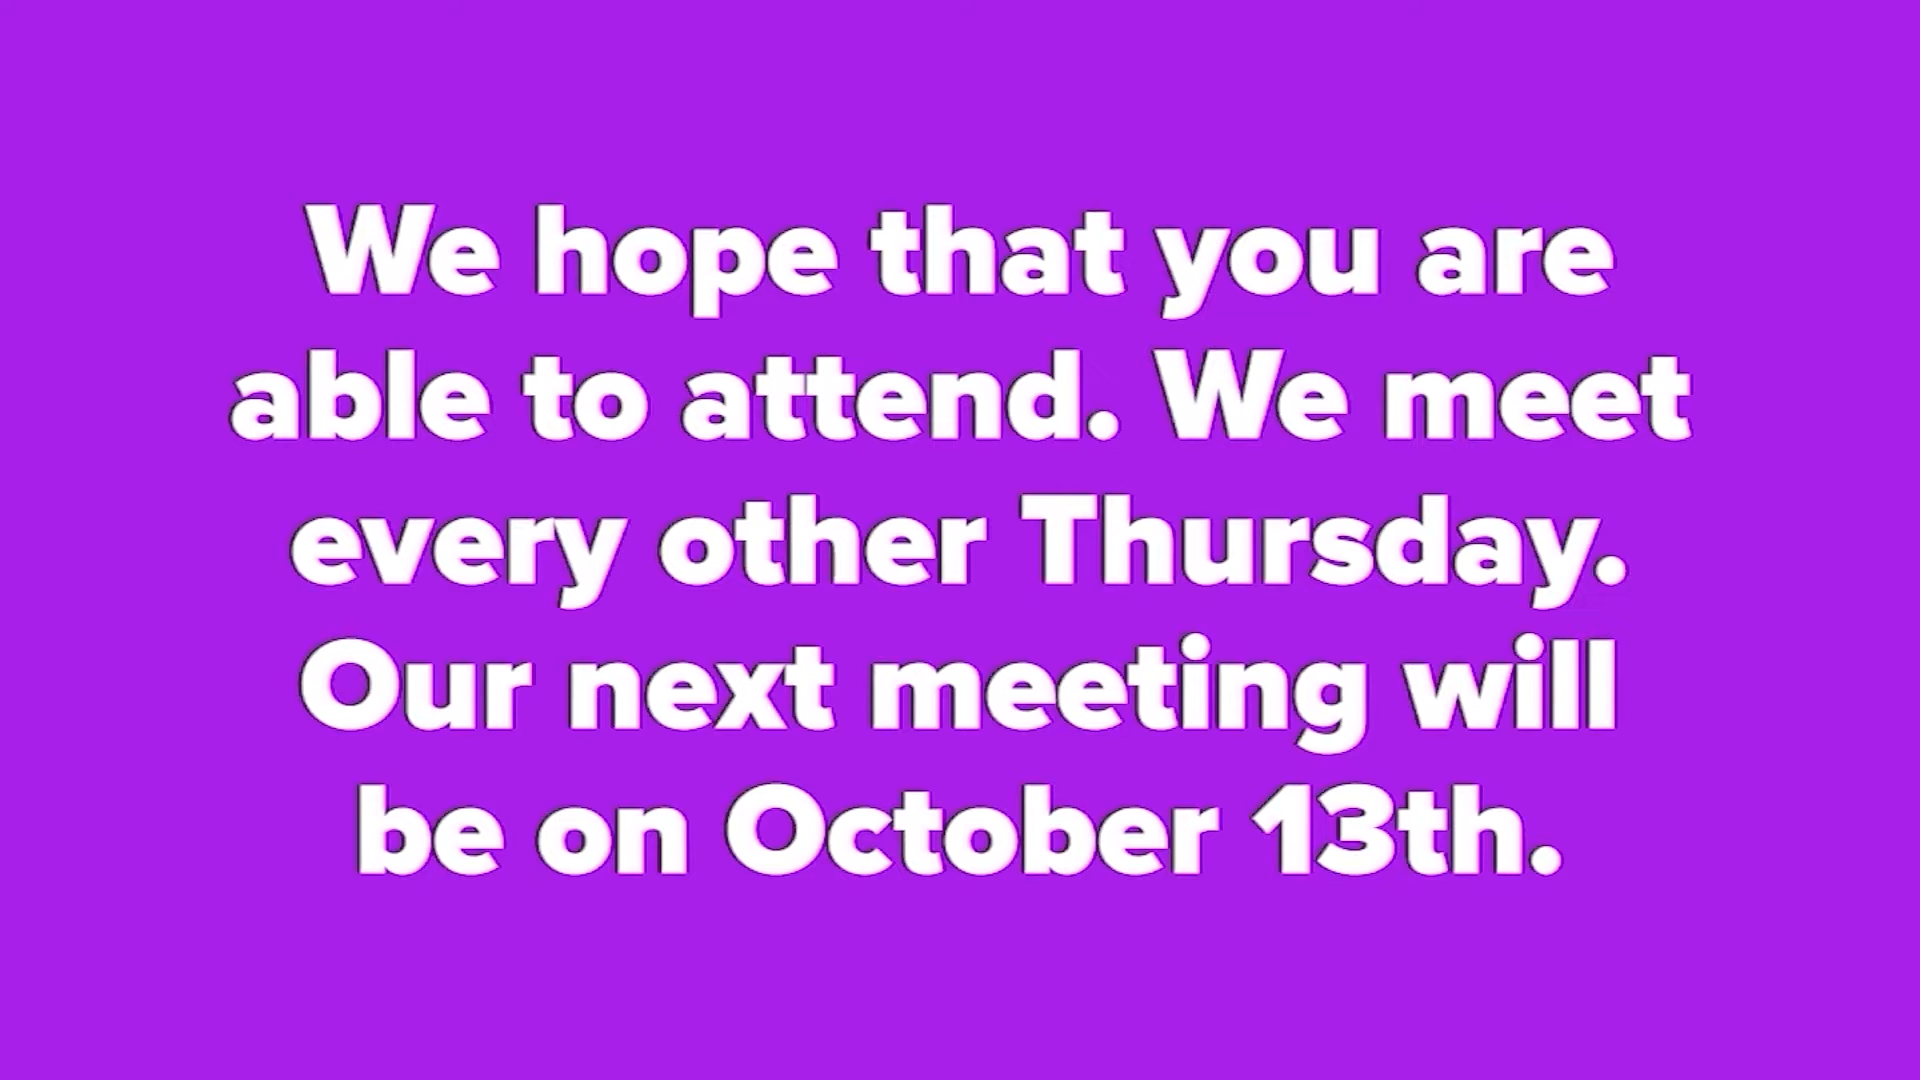 We hope that you are
able to attend. We meet
every other Thursday.
Our next meeting will
be on October 13th.